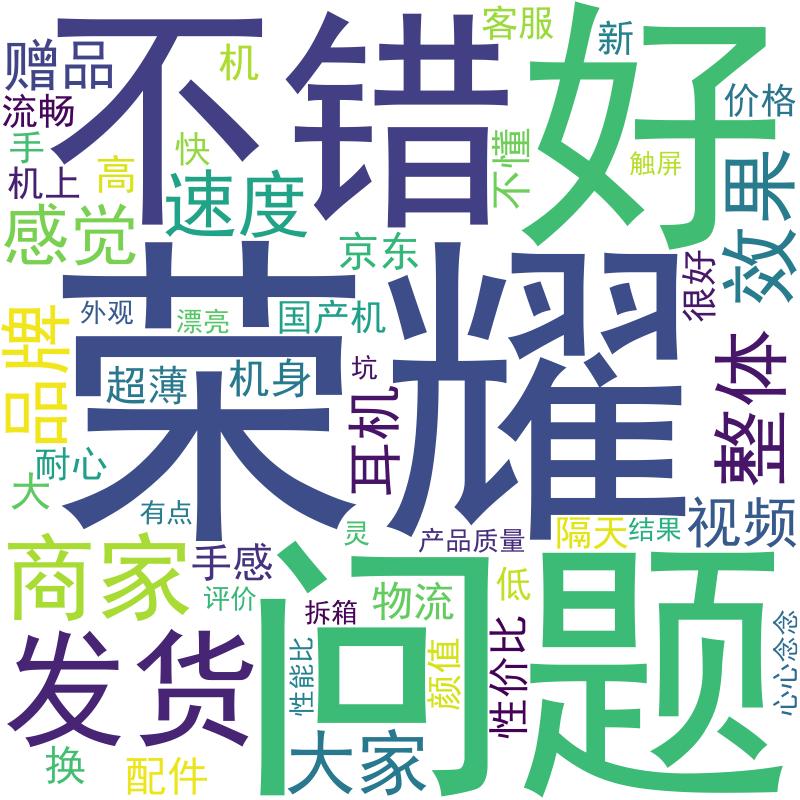 不错
好
客服
新
赠品
机
价格
流畅
手
高
快
不懂
触屏
机上
速度
效果
感觉
京东
很好
荣耀
外观
漂亮
国产机
品牌
超薄
机身
坑
耳机
整体
耐心
大
有点
灵
产品质量
隔天
结果
视频
商家
手感
评价
拆箱
物流
低
问题
发货
性能比
颜值
性价比
心心念念
大家
换
配件